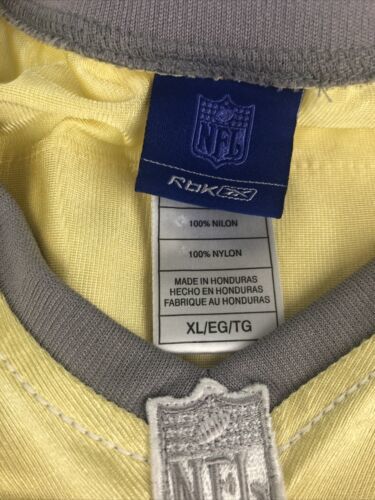 NFL
Rbk
100% NILON
100% NYLON
MADE IN HONDURAS
HECHO EN HONDURAS
FABRIQUE AU HONDURAS
XL/EG/TG
NFL